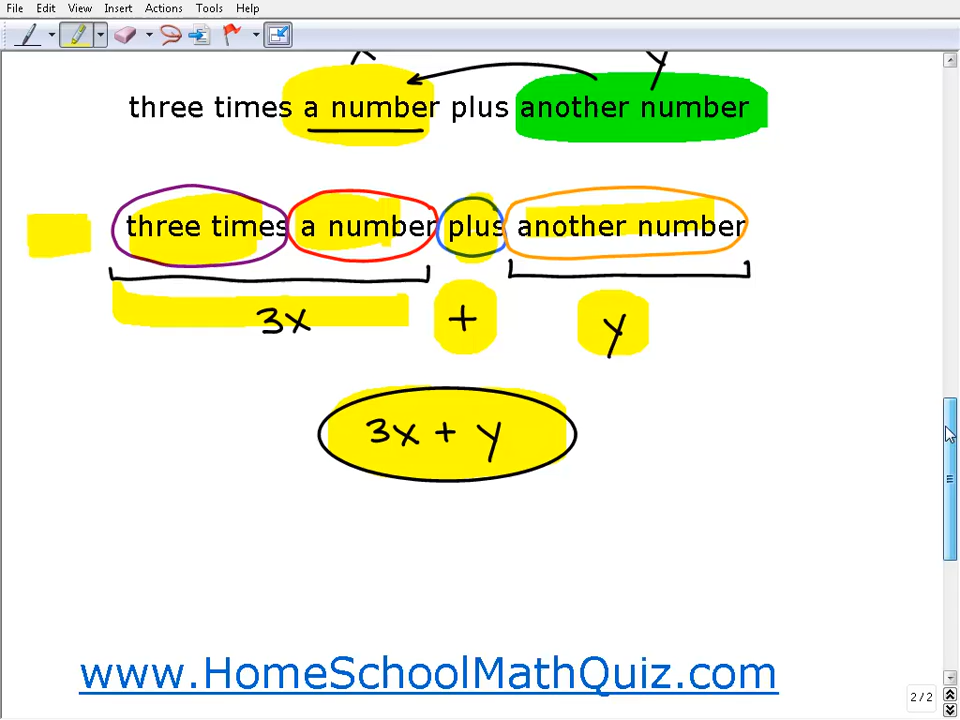 File Edit View Insert Actions Tools Help
x y
three times a number plus another number
three times a number plus another number
3x + y
3x + y
www.HomeSchoolMathQuiz.com
2 / 2